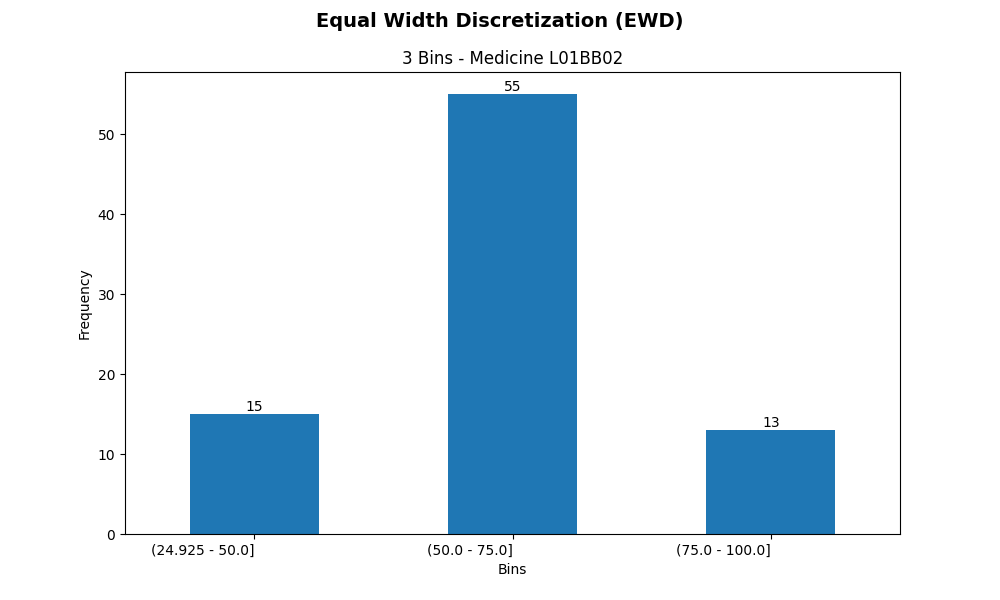 Equal Width Discretization (EWD)
3 Bins - Medicine L01BB02
55
50
40
Frequency
30
20
15
13
10
0
(24.925 - 50.0] (50.0 - 75.0] (75.0 - 100.0]
Bins